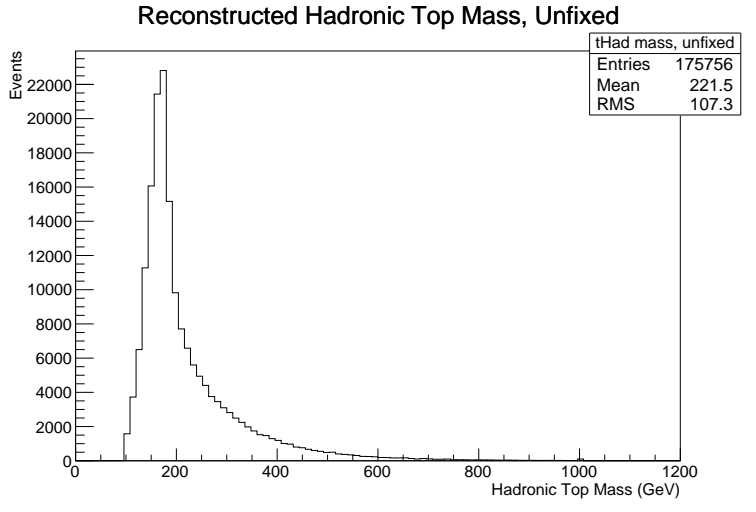 Reconstructed Hadronic Top Mass, Unfixed
tHad mass, unfixed
Entries 175756
Mean 221.5
RMS 107.3
Events
22000
20000
18000
16000
14000
12000
10000
8000
6000
4000
2000
0
0 200 400 600 800 1000 1200
Hadronic Top Mass (GeV)